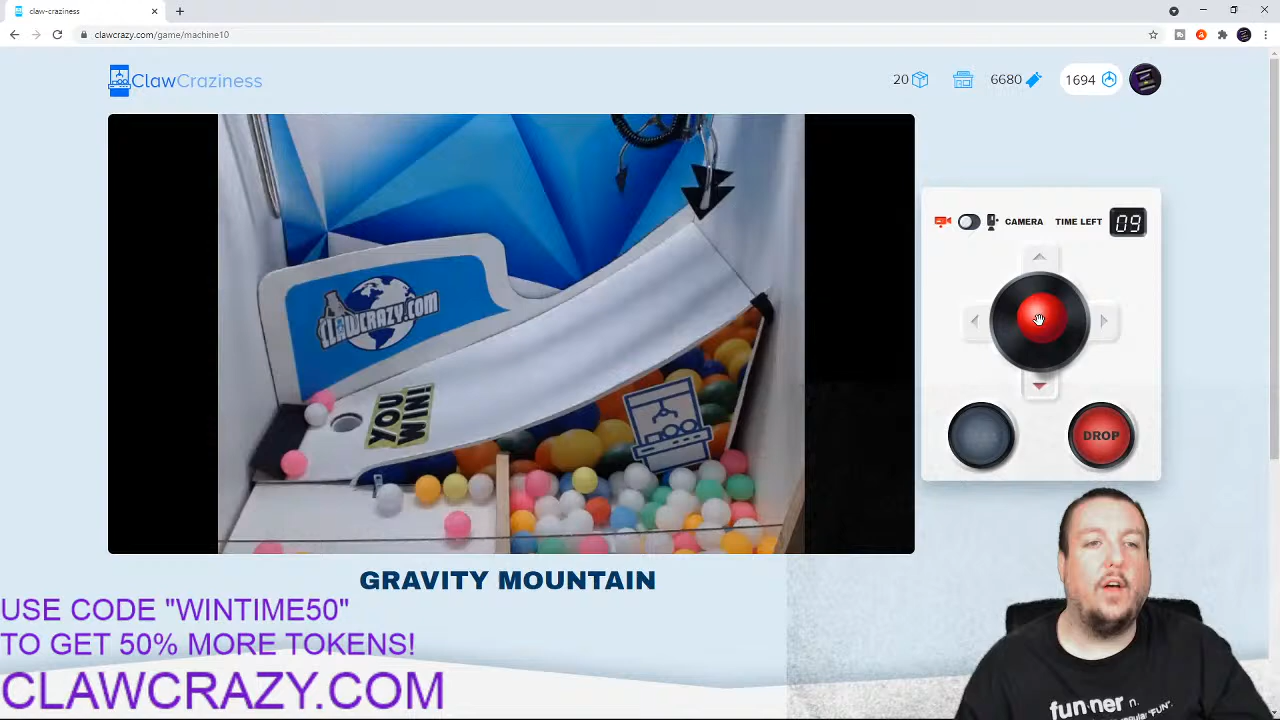 claw-craziness
clawcrazy.com/game/machine10
ClawCraziness
20
6680
1694
CAMERA
TIME LEFT
09
CLAWCRAZY.COM
YOU
WIN!
DROP
GRAVITY MOUNTAIN
USE CODE "WINTIME50"
TO GET 50% MORE TOKENS!
CLAWCRAZY.COM
fun·ner n.
"FUN".